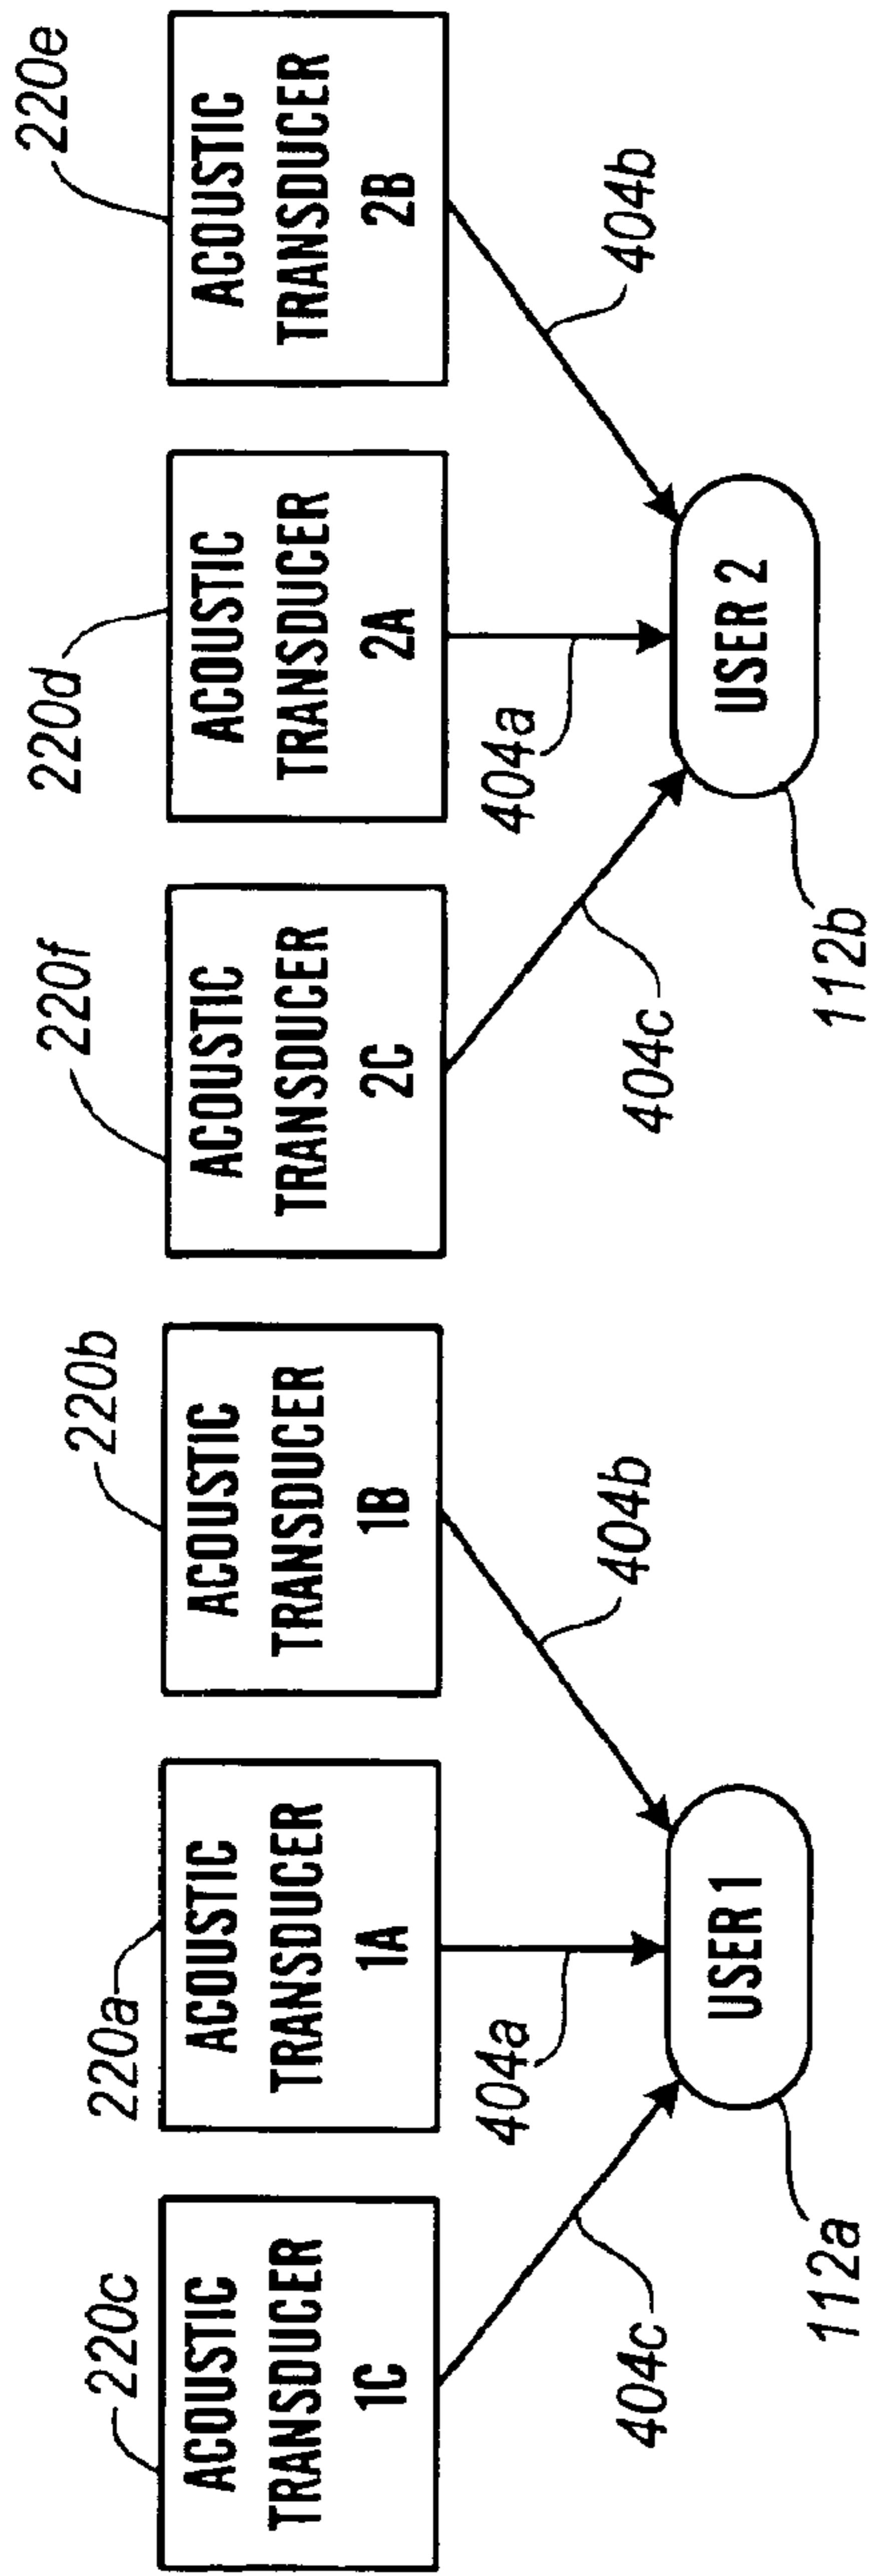 220c
220a
220b
220f
220d
220e
ACOUSTIC
TRANSDUCER
1C
ACOUSTIC
TRANSDUCER
1A
ACOUSTIC
TRANSDUCER
1B
ACOUSTIC
TRANSDUCER
2C
ACOUSTIC
TRANSDUCER
2A
ACOUSTIC
TRANSDUCER
2B
404c
404a
404b
404c
404a
404b
USER 1
USER 2
112a
112b